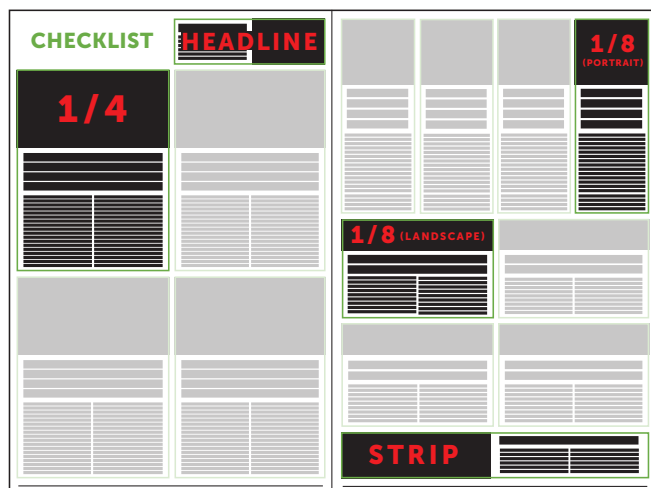 CHECKLIST
HEADLINE
1/4
1/8
(PORTRAIT)
1/8 (LANDSCAPE)
STRIP